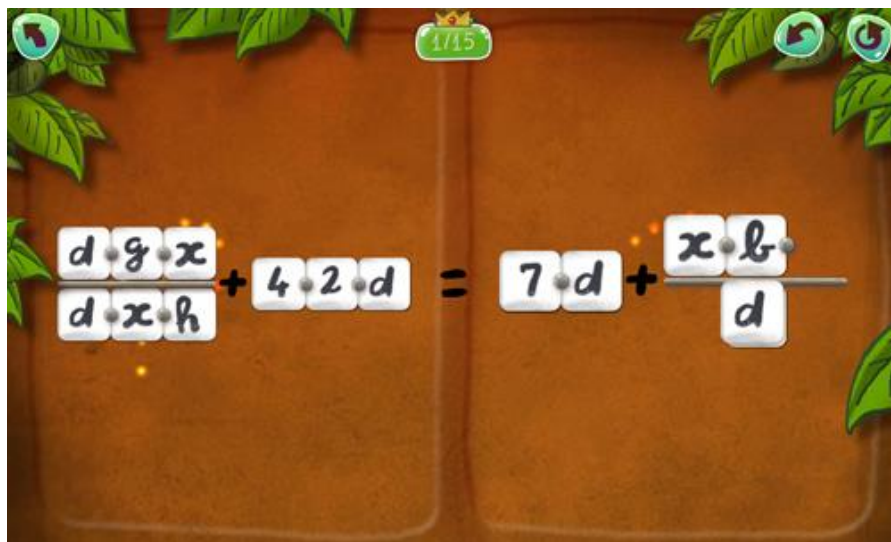 1/15
d·g·x
d·x·h
+ 4·2·d = 7·d +
x·b·
d